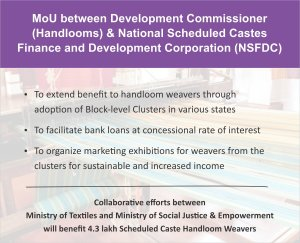 MoU between Development Commissioner
(Handlooms) & National Scheduled Castes
Finance and Development Corporation (NSFDC)
• To extend benefit to handloom weavers through
adoption of Block-level Clusters in various states
• To facilitate bank loans at concessional rate of interest
• To organize marketing exhibitions for weavers from the
clusters for sustainable and increased income
Collaborative efforts between
Ministry of Textiles and Ministry of Social Justice & Empowerment
will benefit 4.3 lakh Scheduled Caste Handloom Weavers